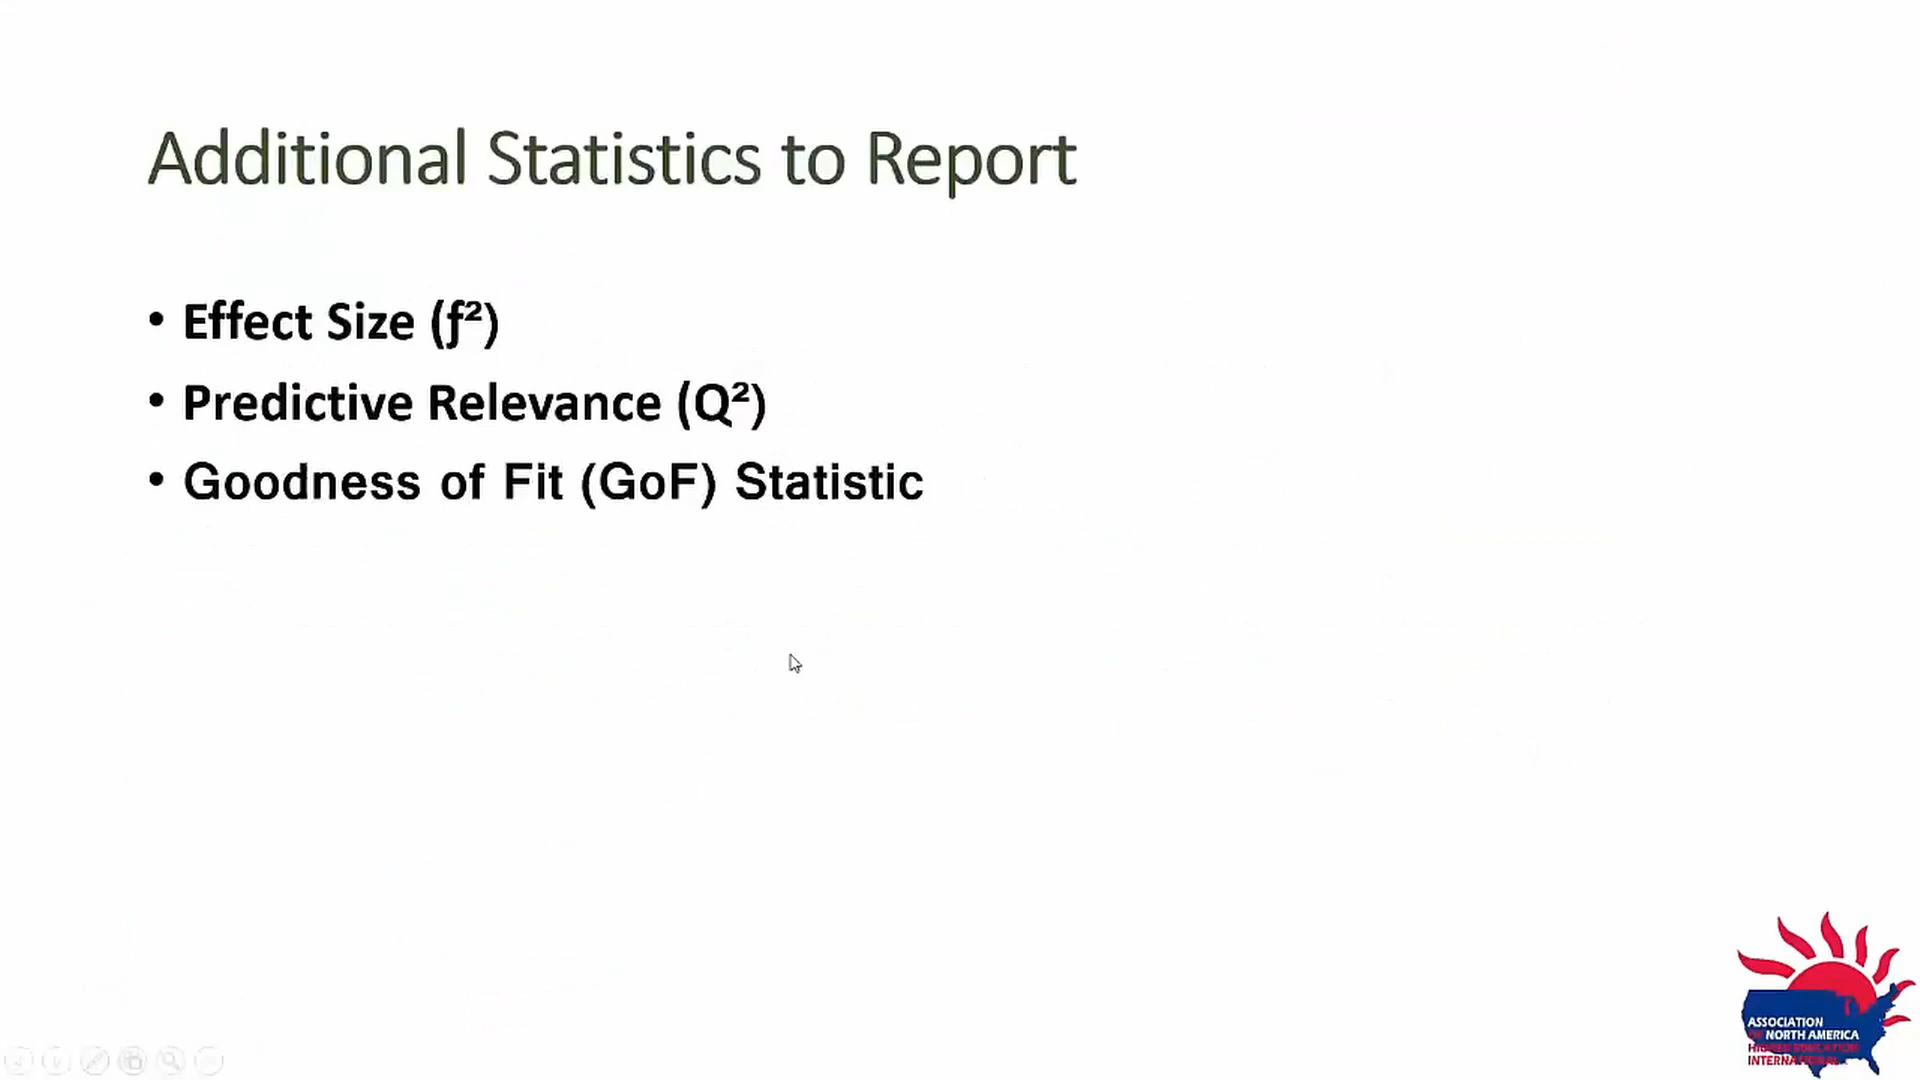 Additional Statistics to Report
• Effect Size (ƒ²)
• Predictive Relevance (Q²)
• Goodness of Fit (GoF) Statistic
ASSOCIATION
OF NORTH AMERICA
HIGHER EDUCATION
INTERNATIONAL